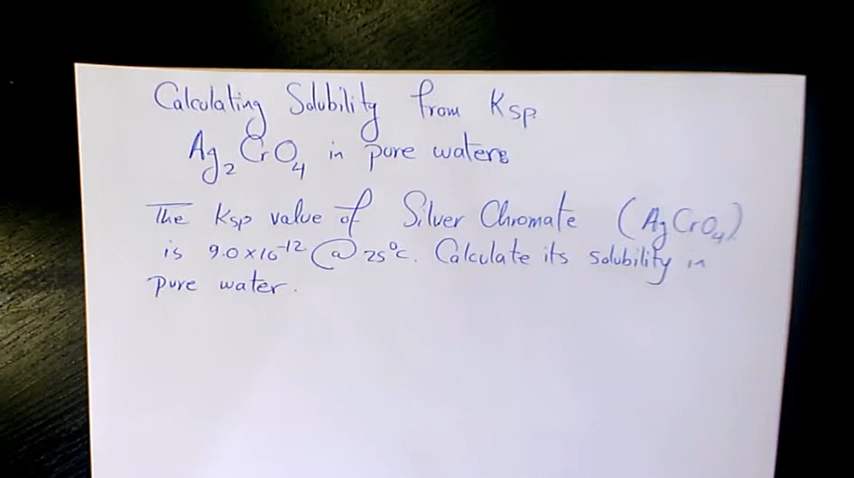 Calculating Solubility from Ksp
Ag₂CrO₄ in pure waters
The Ksp value of Silver Chromate (AgCrO₄)
is 9.0 x 10⁻¹² @ 25°C. Calculate its solubility in
pure water.